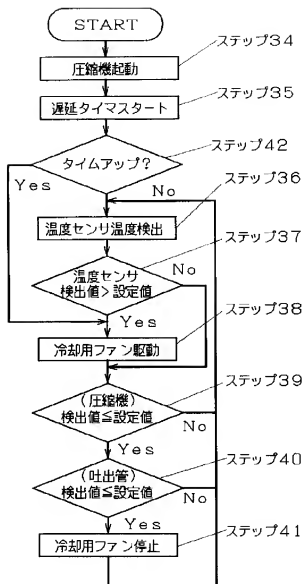 START
ステップ34
圧縮機起動
ステップ35
遅延タイマスタート
ステップ42
タイムアップ?
Yes
No
ステップ36
温度センサ温度検出
ステップ37
温度センサ
検出値>設定値
No
Yes
ステップ38
冷却用ファン駆動
ステップ39
(圧縮機)
検出値≦設定値
No
Yes
ステップ40
(吐出管)
検出値≦設定値
No
Yes
ステップ41
冷却用ファン停止